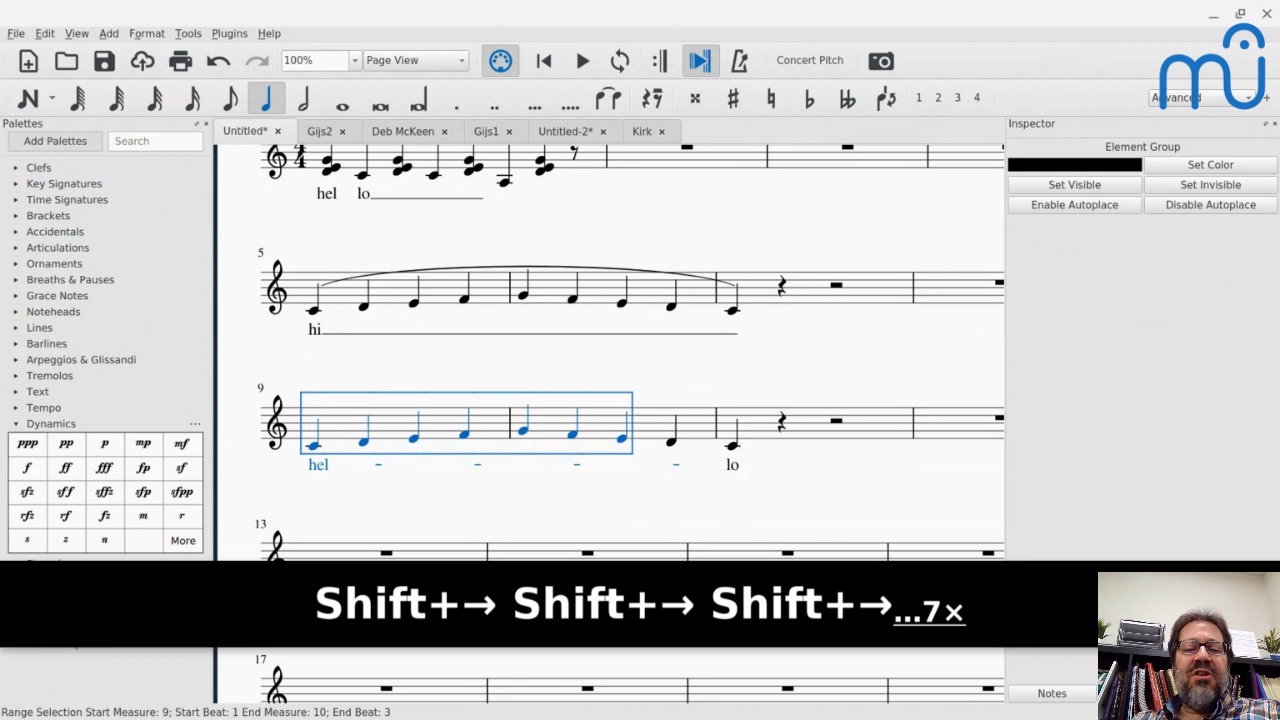 File Edit View Add Format Tools Plugins Help
100% Page View Concert Pitch
1 2 3 4 Advanced +
Palettes
Add Palettes Search
Clefs
Key Signatures
Time Signatures
Brackets
Accidentals
Articulations
Ornaments
Breaths & Pauses
Grace Notes
Noteheads
Lines
Barlines
Arpeggios & Glissandi
Tremolos
Text
Tempo
Dynamics ...
ppp pp p mp mf
f ff fff fp sf
sfz sff sffz sfp sfpp
rfz rf fz m r
s z n More
Untitled* Gijs2 Deb McKeen Gijs1 Untitled-2* Kirk
hel lo
5
hi
9
hel - - - - lo
13
17
Inspector
Element Group
Set Color
Set Visible Set Invisible
Enable Autoplace Disable Autoplace
Notes
Shift+→ Shift+→ Shift+→...7×
Range Selection Start Measure: 9; Start Beat: 1 End Measure: 10; End Beat: 3